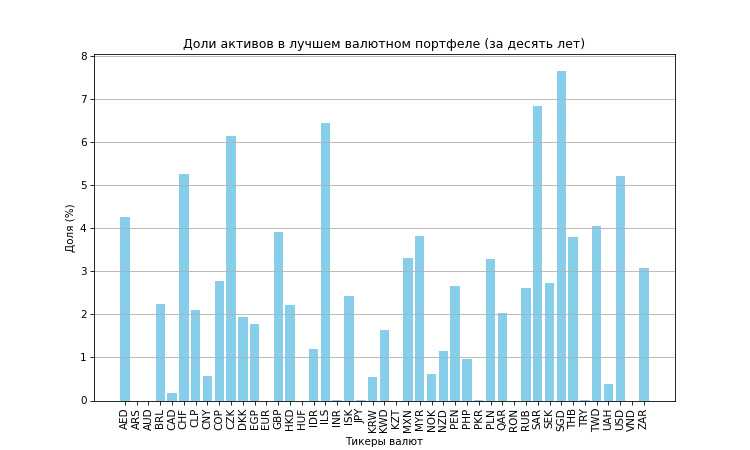 Доли активов в лучшем валютном портфеле (за десять лет)
8
7
6
5
4
3
2
1
0
Доля (%)
AED ARS AUD BRL CAD CHF CLP CNY COP CZK DKK EGP EUR GBP HKD HUF IDR ILS INR ISK JPY KRW KWD KZT MXN MYR NOK NZD PEN PHP PKR PLN QAR RON RUB SAR SEK SGD THB TRY TWD UAH USD VND ZAR
Тикеры валют